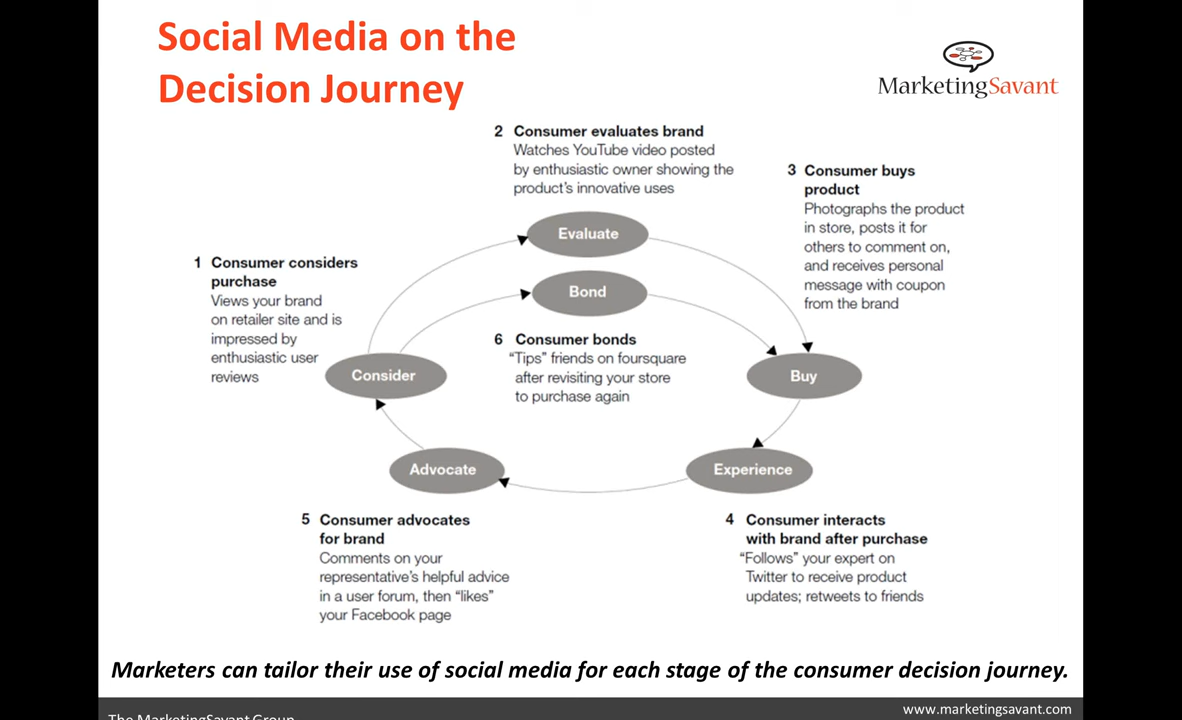 Social Media on the
Decision Journey
MarketingSavant
2 Consumer evaluates brand
Watches YouTube video posted
by enthusiastic owner showing the
product's innovative uses
3 Consumer buys
product
Photographs the product
in store, posts it for
others to comment on,
and receives personal
message with coupon
from the brand
1 Consumer considers
purchase
Views your brand
on retailer site and is
impressed by
enthusiastic user
reviews
Evaluate
Bond
6 Consumer bonds
“Tips” friends on foursquare
after revisiting your store
to purchase again
Consider
Buy
Advocate
Experience
5 Consumer advocates
for brand
Comments on your
representative's helpful advice
in a user forum, then “likes”
your Facebook page
4 Consumer interacts
with brand after purchase
“Follows” your expert on
Twitter to receive product
updates; retweets to friends
Marketers can tailor their use of social media for each stage of the consumer decision journey.
The MarketingSavant Group
www.marketingsavant.com